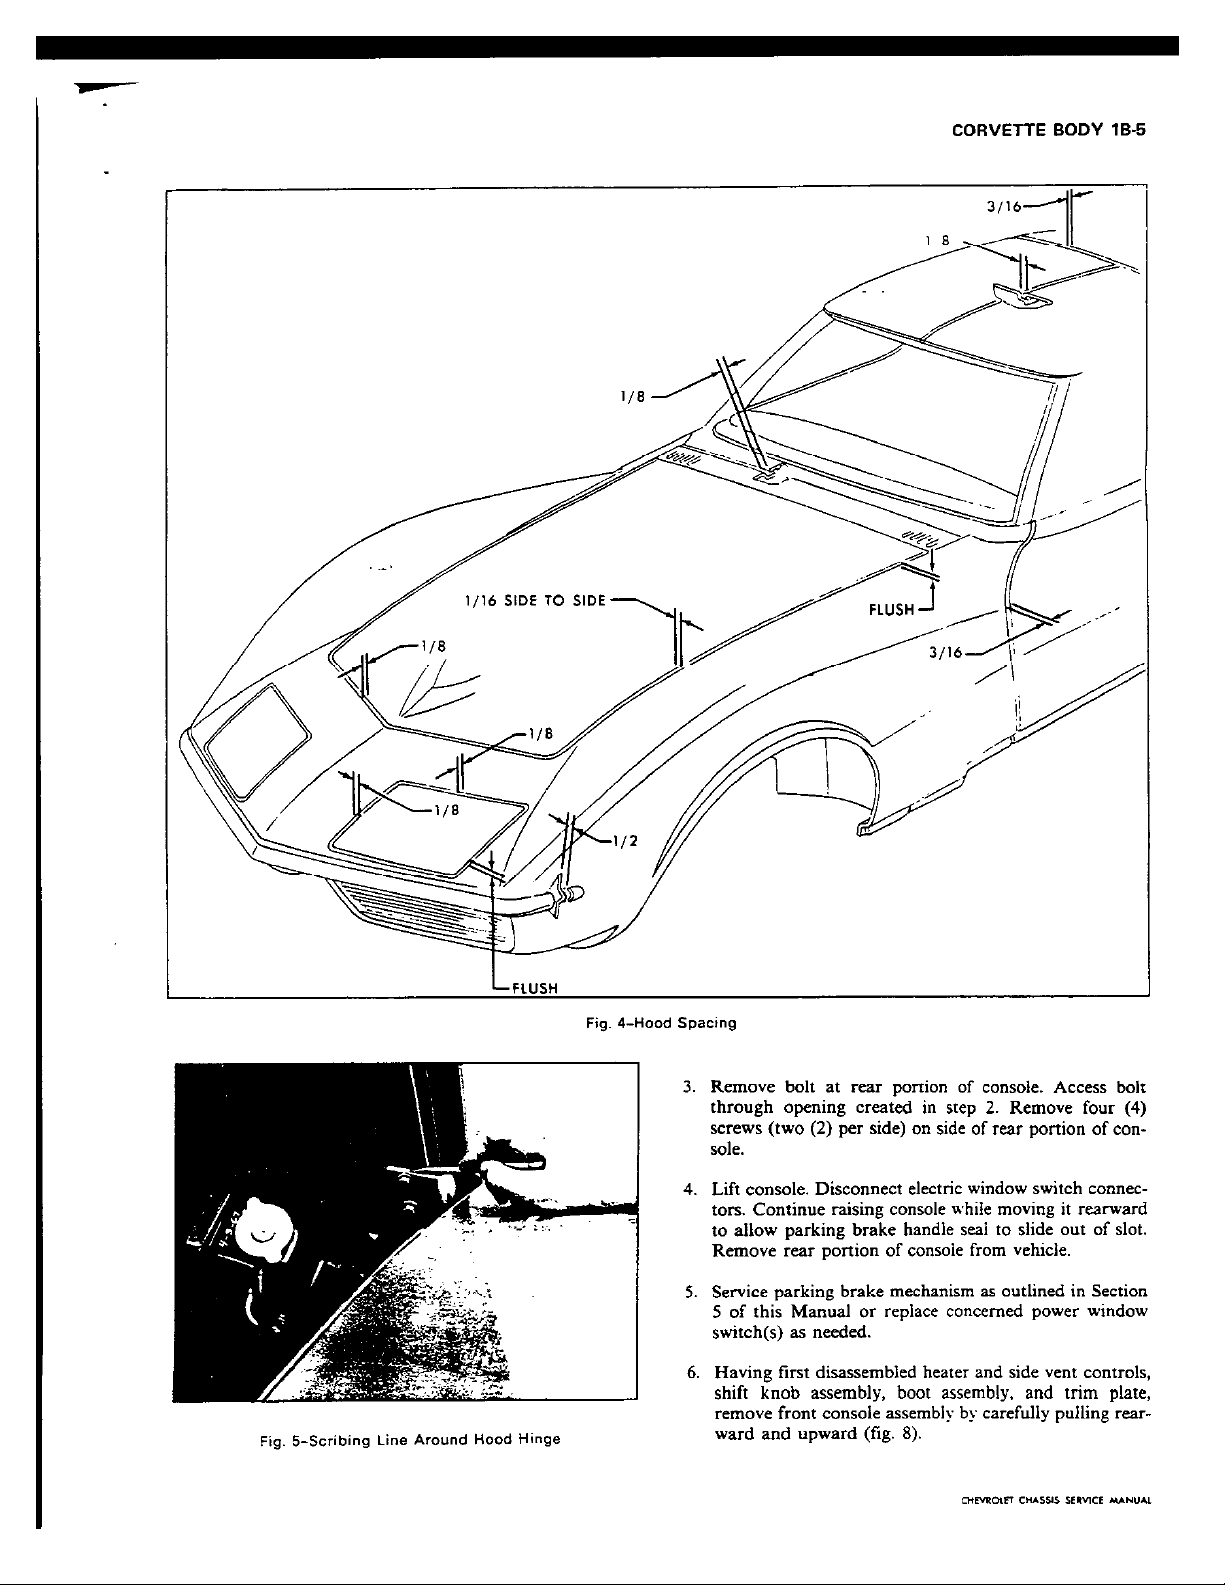 CORVETTE BODY 1B-5
3/16
1 8
1/8
1/16 SIDE TO SIDE
FLUSH
1/8
3/16
1/8
1/8
1/2
FLUSH
Fig. 4-Hood Spacing
3. Remove bolt at rear portion of console. Access bolt
through opening created in step 2. Remove four (4)
screws (two (2) per side) on side of rear portion of con-
sole.
4. Lift console. Disconnect electric window switch connec-
tors. Continue raising console while moving it rearward
to allow parking brake handle seal to slide out of slot.
Remove rear portion of console from vehicle.
5. Service parking brake mechanism as outlined in Section
5 of this Manual or replace concerned power window
switch(s) as needed.
6. Having first disassembled heater and side vent controls,
shift knob assembly, boot assembly, and trim plate,
remove front console assembly by carefully pulling rear-
ward and upward (fig. 8).
Fig. 5-Scribing Line Around Hood Hinge
CHEVROLET CHASSIS SERVICE MANUAL